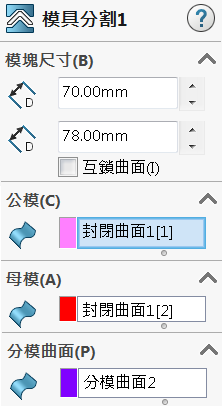 模具分割1
?
模塊尺寸(B)
D
70.00mm
D
78.00mm
互鎖曲面(I)
公模(C)
封閉曲面1[1]
母模(A)
封閉曲面1[2]
分模曲面(P)
分模曲面2